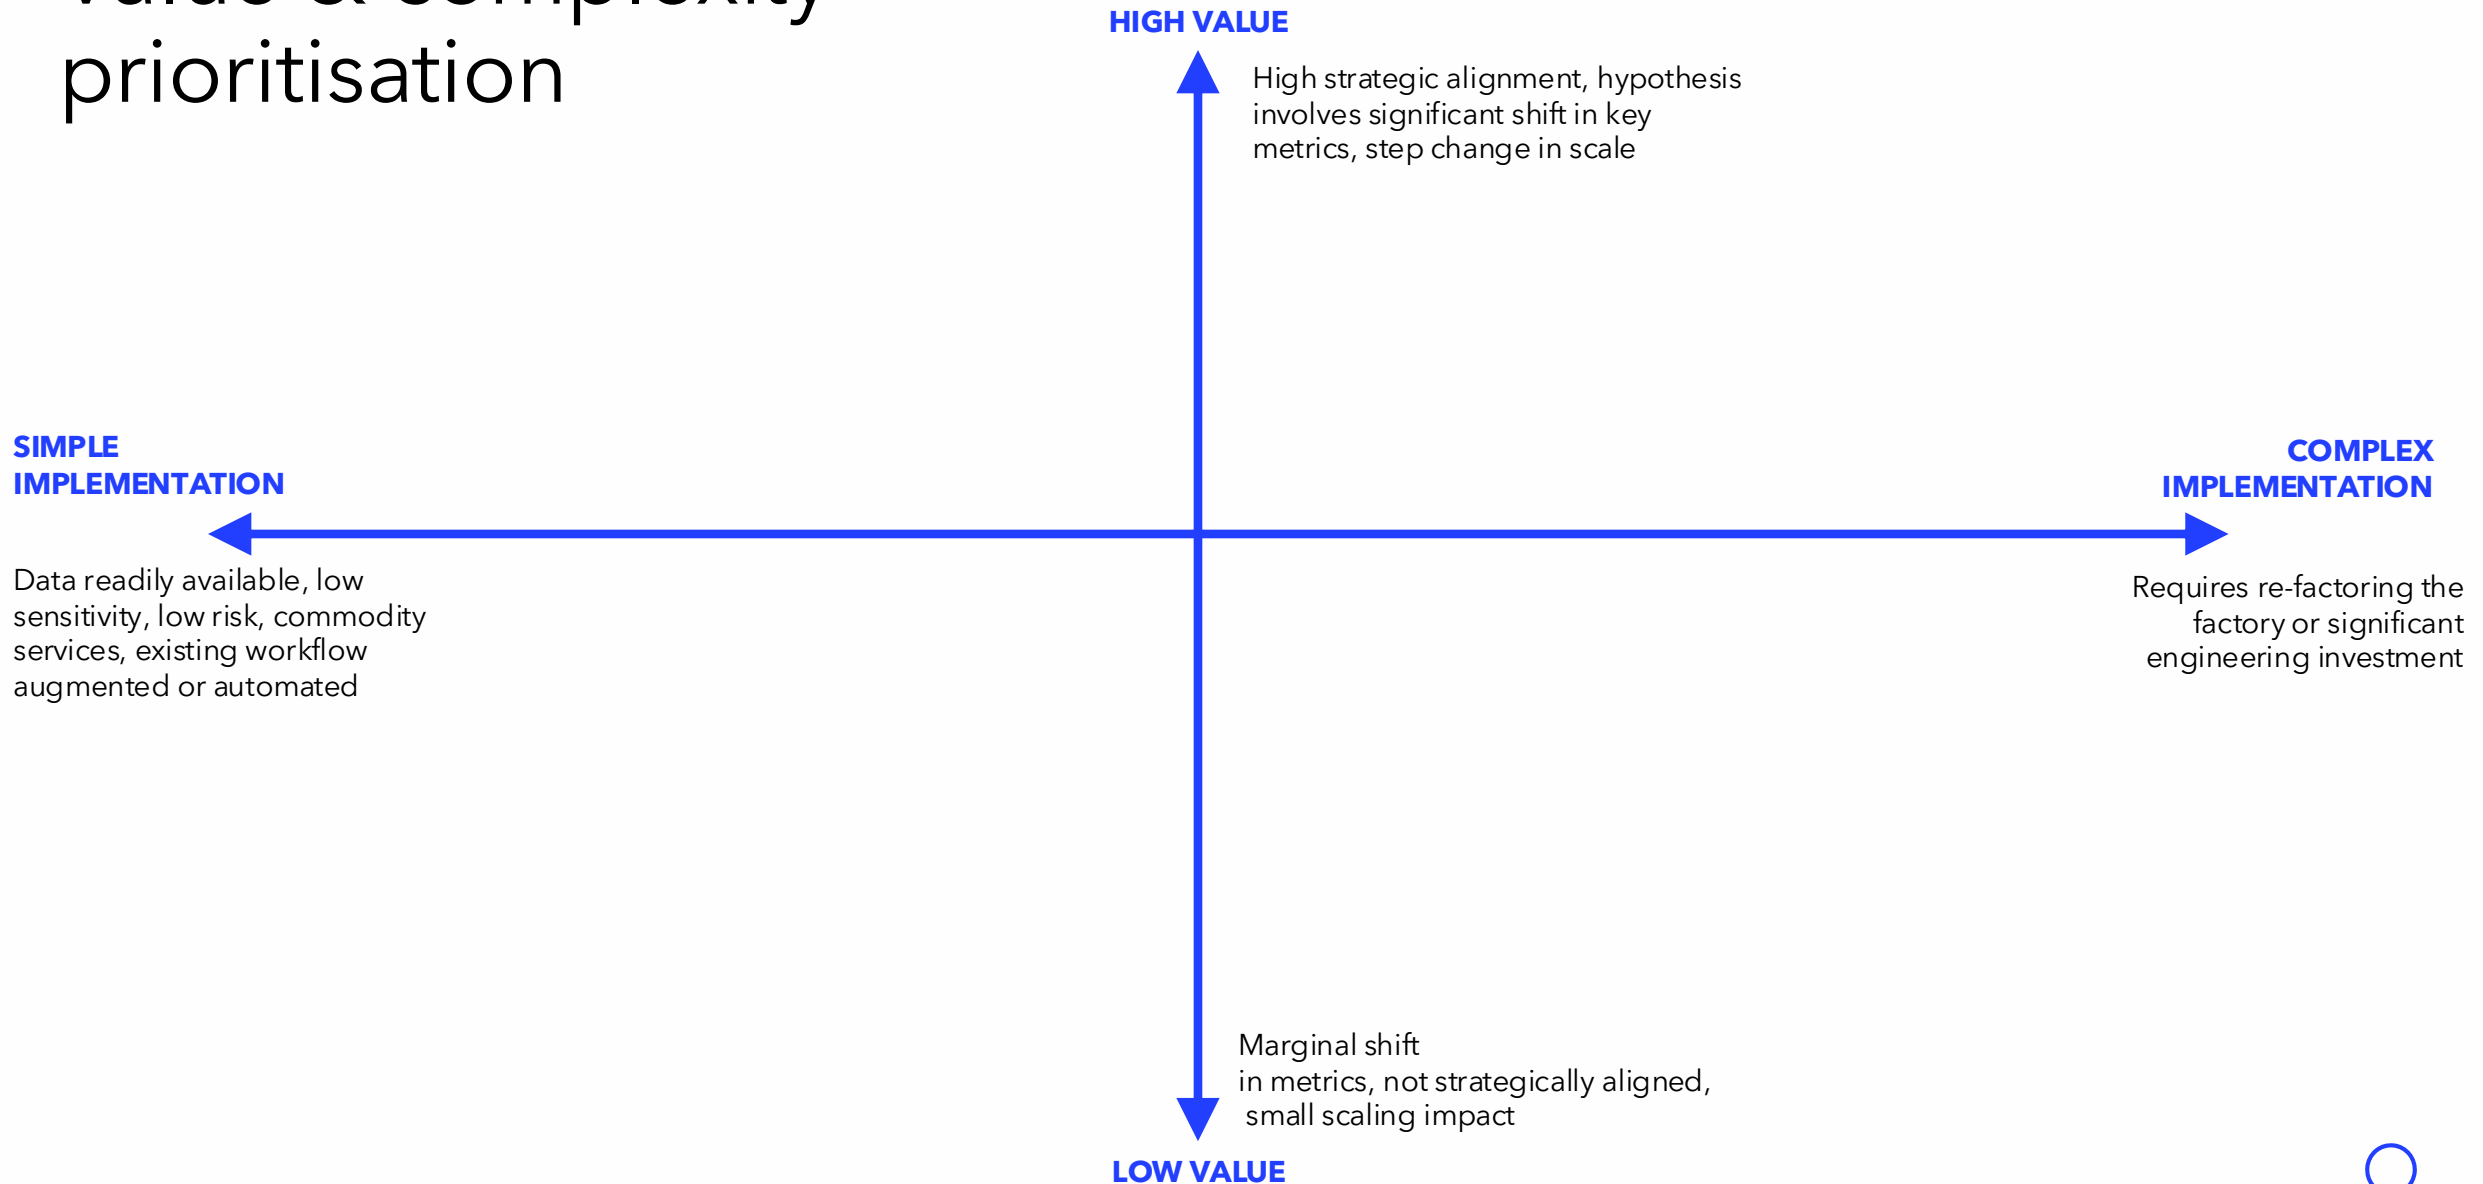 value & complexity
prioritisation
HIGH VALUE
High strategic alignment, hypothesis
involves significant shift in key
metrics, step change in scale
SIMPLE
IMPLEMENTATION
Data readily available, low
sensitivity, low risk, commodity
services, existing workflow
augmented or automated
COMPLEX
IMPLEMENTATION
Requires re-factoring the
factory or significant
engineering investment
Marginal shift
in metrics, not strategically aligned,
small scaling impact
LOW VALUE